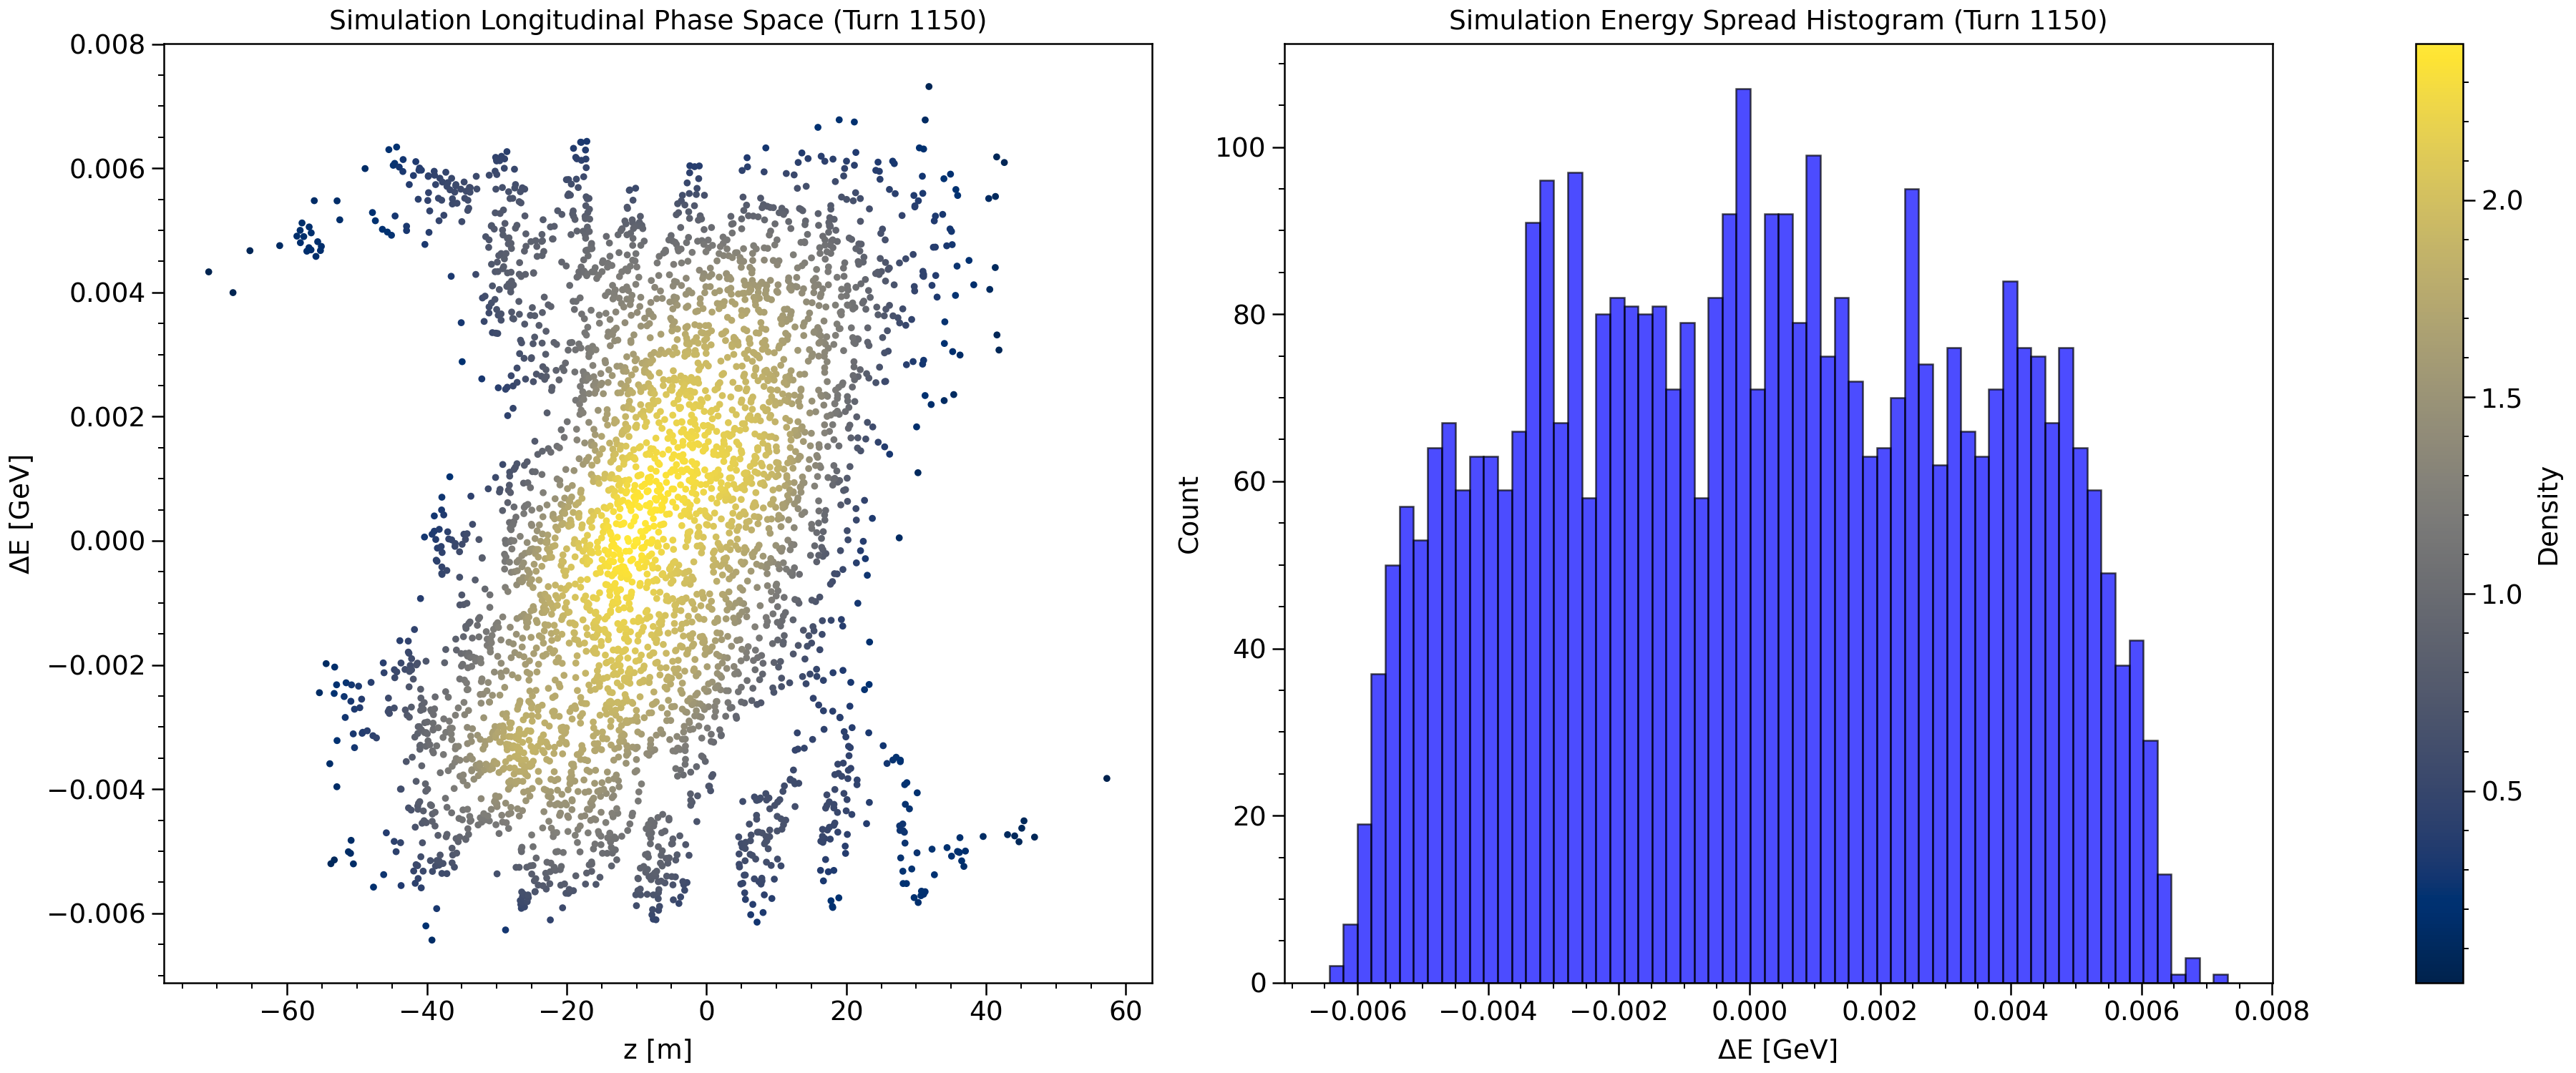 Simulation Longitudinal Phase Space (Turn 1150)
0.008
0.006
0.004
0.002
0.000
−0.002
−0.004
−0.006
ΔE [GeV]
−60 −40 −20 0 20 40 60
z [m]
Simulation Energy Spread Histogram (Turn 1150)
100
80
60
40
20
0
Count
−0.006 −0.004 −0.002 0.000 0.002 0.004 0.006 0.008
ΔE [GeV]
2.0
1.5
1.0
0.5
Density